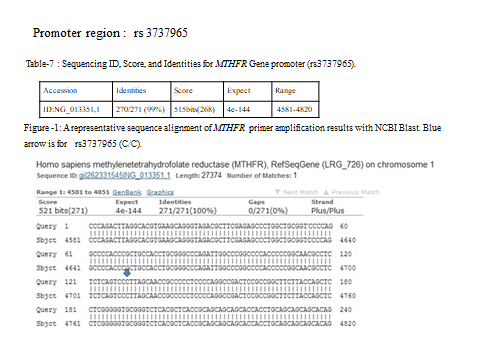 Promoter region : rs 3737965
Table-7 : Sequencing ID, Score, and Identities for MTHFR Gene promoter (rs3737965).
Accession Identities Score Expect Range
ID:NG_013351,1 270/271 (99%) 515bits(268) 4e-144 4581-4820
Figure -1: A representative sequence alignment of MTHFR primer amplification results with NCBI Blast. Blue
arrow is for rs3737965 (C/C).
Homo sapiens methylenetetrahydrofolate reductase (MTHFR), RefSeqGene (LRG_726) on chromosome 1
Sequence ID: gi|262331545|NG_013351.1 Length: 27374 Number of Matches: 1
Range 1: 4581 to 4851 GenBank Graphics Next Match Previous Match
Score Expect Identities Gaps Strand
521 bits(271) 4e-144 271/271(100%) 0/271(0%) Plus/Plus
Query 1 CCCAGACTTAGGCACGTGAAGCAGGGTAGACGCTTCGAGAGCCCTGGCTGCGGTCCCCAG 60
Sbjct 4581 CCCAGACTTAGGCACGTGAAGCAGGGTAGACGCTTCGAGAGCCCTGGCTGCGGTCCCCAG 4640
Query 61 GCCCCACCCGCTGCCACCTGCGGGCCCAGATTGGCCCGGCCCCACCCCCGGCAACGCCTC 120
Sbjct 4641 4700
Query 121 TCTCAGTCCCTTAGCAACCGCCCCCTCCCCAGGCCGACTCCGCCGGCTTCTTACCAGCTC 180
Sbjct 4701 4760
Query 181 CTCGGGGGTGCGGGTCTCACGCTCACCGCAGCAGCAGCACCACCTGCAGCAGCAGCACAG 240
Sbjct 4761 4820